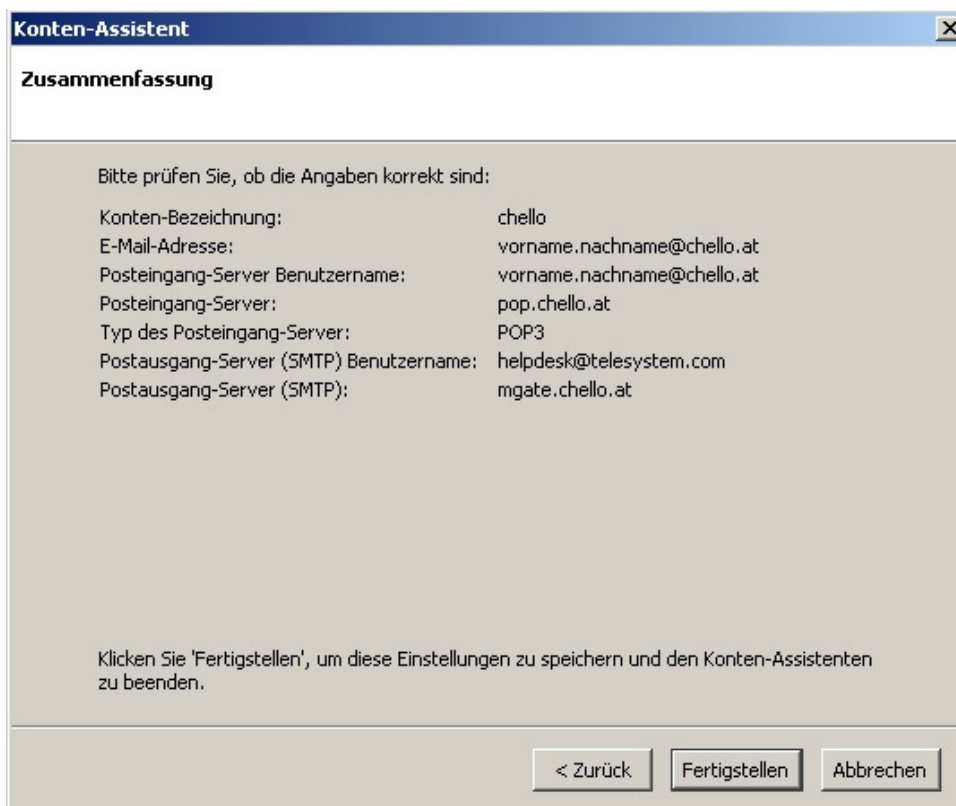 Konten-Assistent
Zusammenfassung
Bitte prüfen Sie, ob die Angaben korrekt sind:
Konten-Bezeichnung: chello
E-Mail-Adresse: vorname.nachname@chello.at
Posteingang-Server Benutzername: vorname.nachname@chello.at
Posteingang-Server: pop.chello.at
Typ des Posteingang-Server: POP3
Postausgang-Server (SMTP) Benutzername: helpdesk@telesystem.com
Postausgang-Server (SMTP): mgate.chello.at
Klicken Sie 'Fertigstellen', um diese Einstellungen zu speichern und den Konten-Assistenten
zu beenden.
< Zurück Fertigstellen Abbrechen